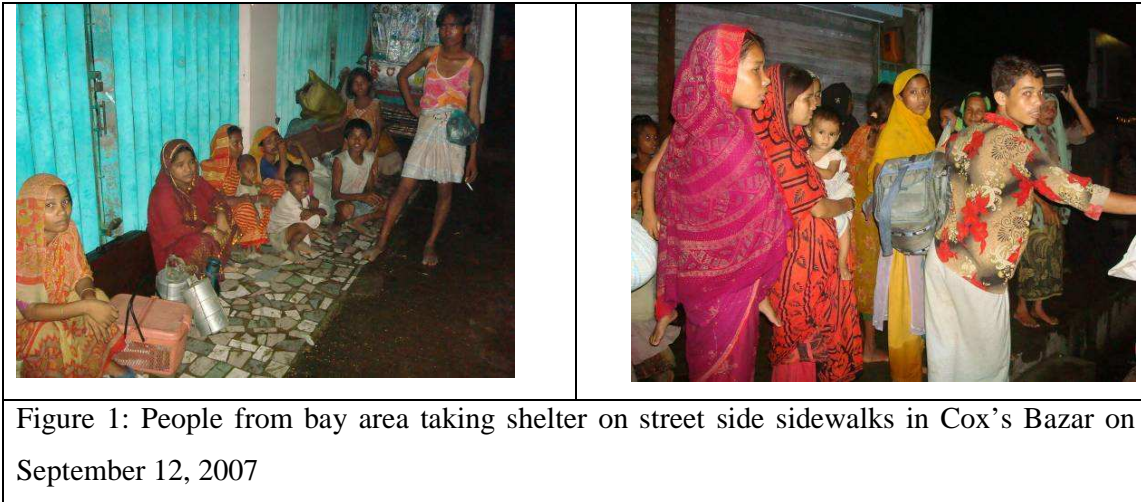 Figure 1: People from bay area taking shelter on street side sidewalks in Cox's Bazar on
September 12, 2007